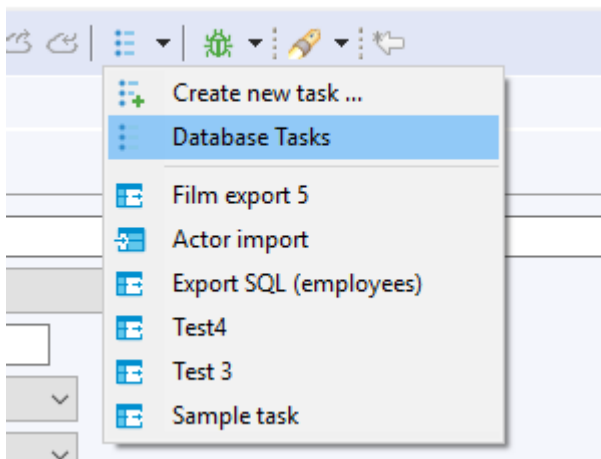 Create new task ...
Database Tasks
Film export 5
Actor import
Export SQL (employees)
Test4
Test 3
Sample task